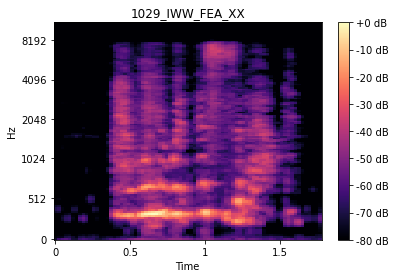 1029_IWW_FEA_XX
8192
4096
2048
1024
512
0
Hz
0
0.5
1
1.5
Time
+0 dB
-10 dB
-20 dB
-30 dB
-40 dB
-50 dB
-60 dB
-70 dB
-80 dB